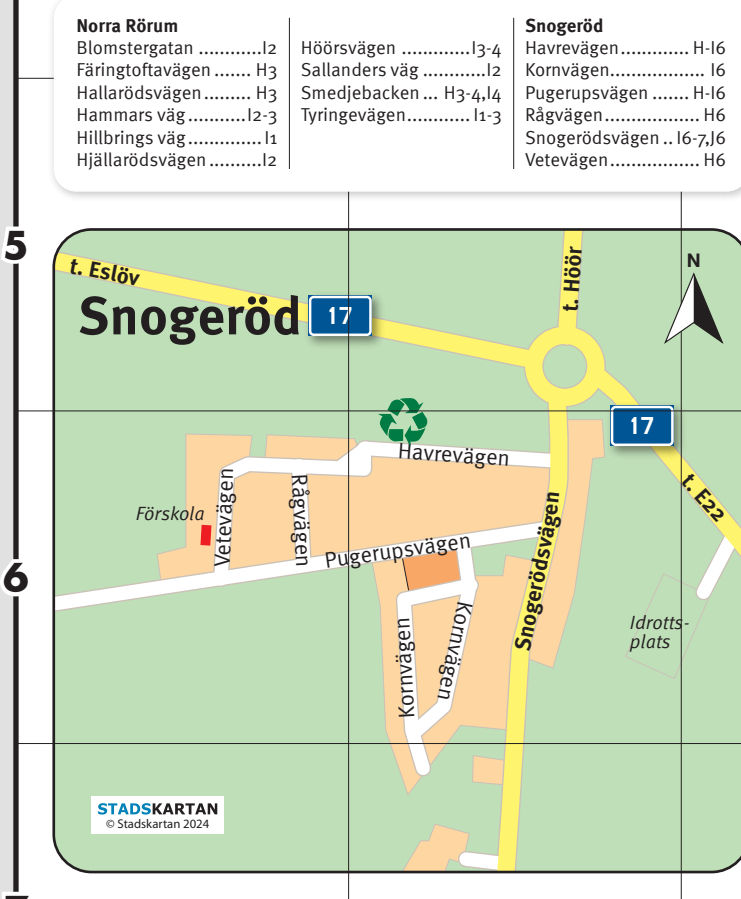 Norra Rörum
Blomstergatan ............I2
Färingtoftavägen ....... H3
Hallarödsvägen ......... H3
Hammars väg ...........I2-3
Hillbrings väg ..............I1
Hjällarödsvägen ..........I2
Höörsvägen .............I3-4
Sallanders väg ............I2
Smedjebacken ... H3-4,I4
Tyringevägen ............ I1-3
Snogeröd
Havrevägen ............. H-I6
Kornvägen ................. I6
Pugerupsvägen ....... H-I6
Rågvägen ................. H6
Snogerödsvägen .. I6-7,J6
Vetevägen ................ H6
5
t. Eslöv
t. Höör
N
Snogeröd
17
17
Havrevägen
t. E22
Förskola
Vetevägen
Rågvägen
Snogerödsvägen
Pugerupsvägen
6
Kornvägen
Kornvägen
Idrotts-
plats
STADSKARTAN
© Stadskartan 2024